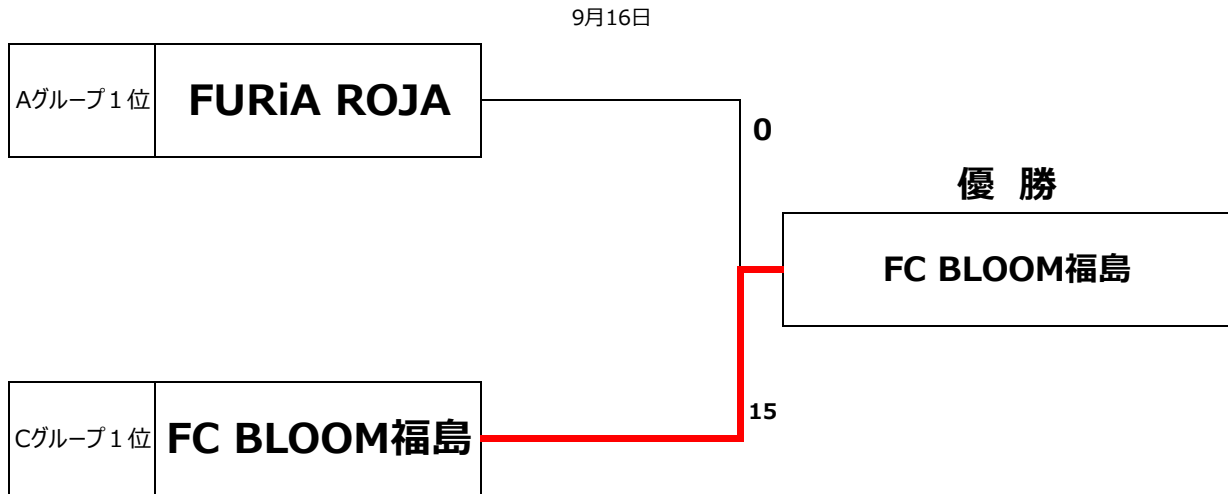 9月16日
Aグループ１位
FURiA ROJA
0
優 勝
FC BLOOM福島
15
Cグループ１位
FC BLOOM福島